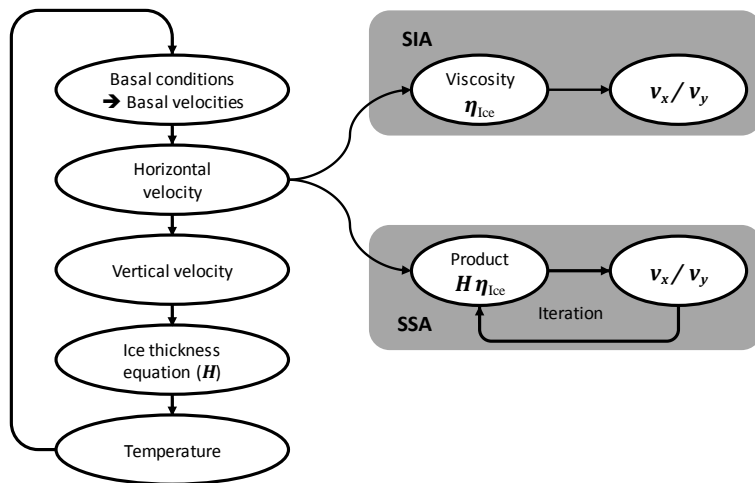 Basal conditions
➔ Basal velocities
Horizontal
velocity
Vertical velocity
Ice thickness
equation (H)
Temperature
SIA
Viscosity
η_Ice
v_x / v_y
Product
H η_Ice
v_x / v_y
Iteration
SSA